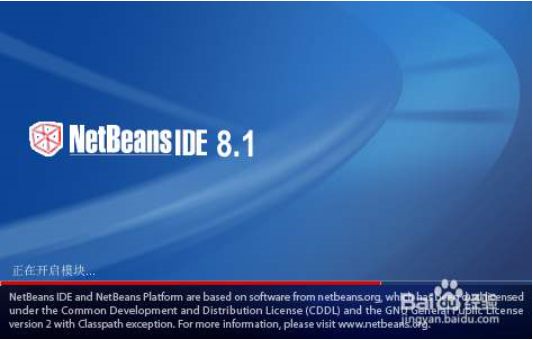 NetBeans IDE 8.1
正在开启模块...
NetBeans IDE and NetBeans Platform are based on software from netbeans.org, which has been dual licensed
under the Common Development and Distribution License (CDDL) and the GNU General Public License
version 2 with Classpath exception. For more information, please visit www.netbeans.org.
Baidu 经验
jingyan.baidu.com